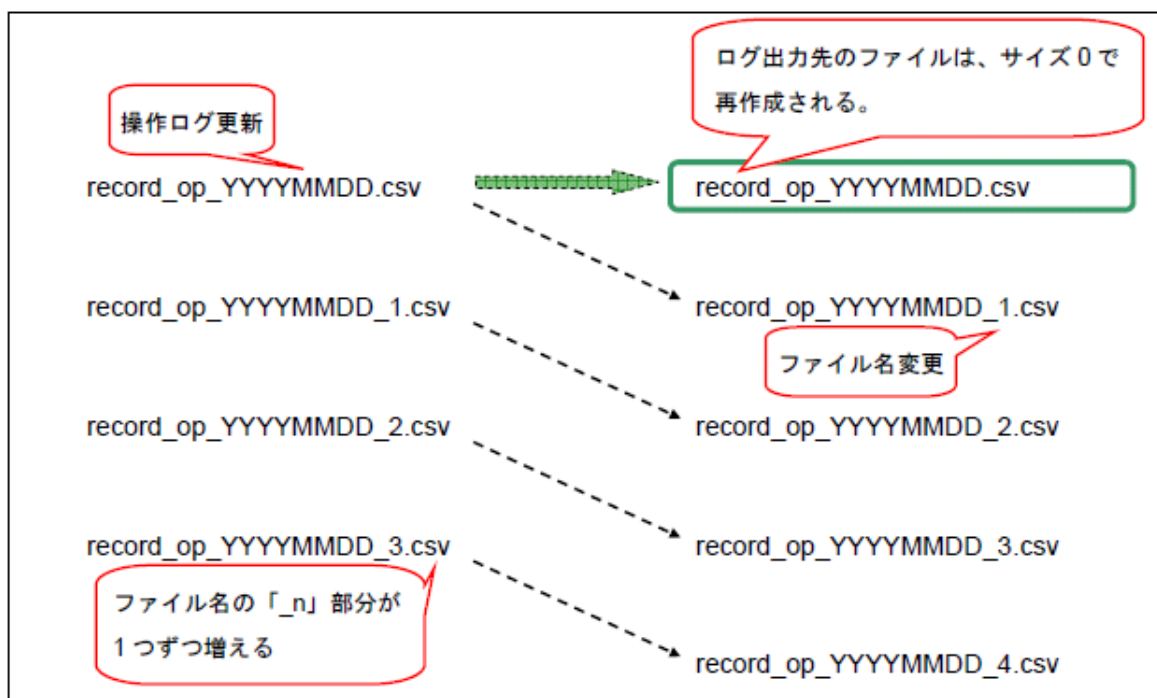 ログ出力先のファイルは、サイズ0で
再作成される。
操作ログ更新
record_op_YYYYMMDD.csv
record_op_YYYYMMDD.csv
record_op_YYYYMMDD_1.csv
record_op_YYYYMMDD_1.csv
ファイル名変更
record_op_YYYYMMDD_2.csv
record_op_YYYYMMDD_2.csv
record_op_YYYYMMDD_3.csv
record_op_YYYYMMDD_3.csv
ファイル名の「_n」部分が
1つずつ増える
record_op_YYYYMMDD_4.csv